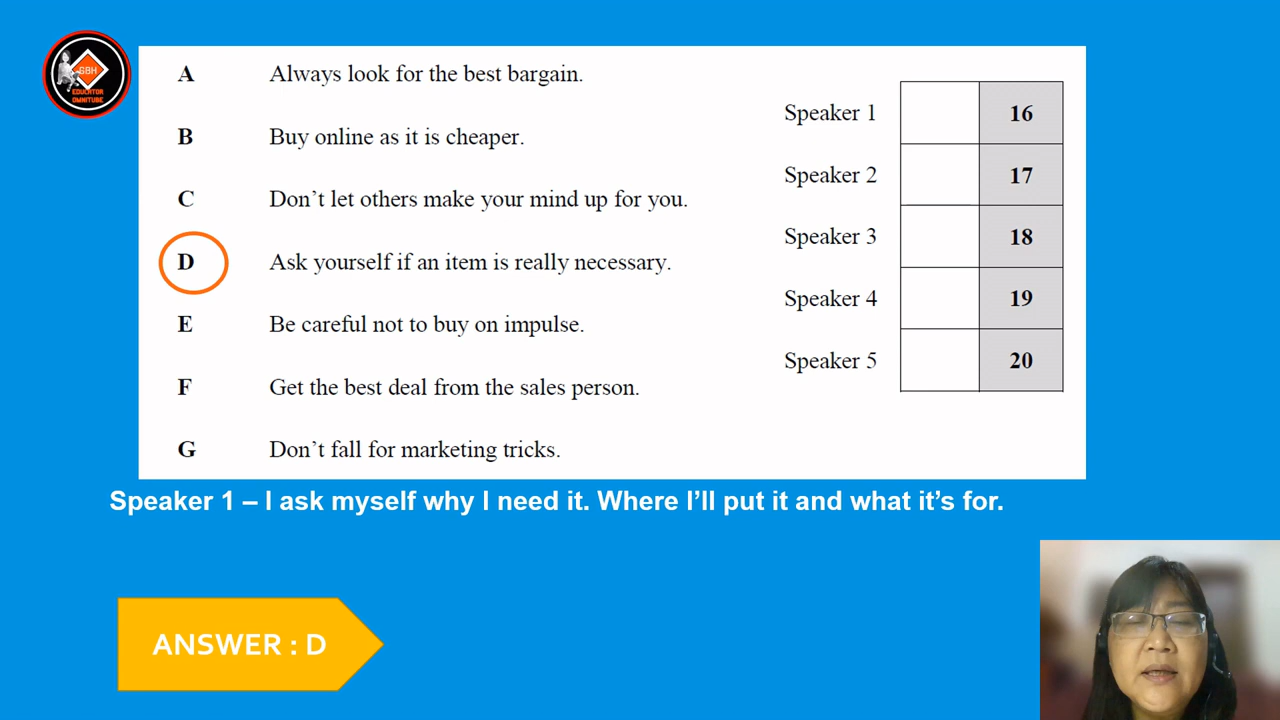 GBH
EDUCATOR
OMNITUBE
A Always look for the best bargain.
B Buy online as it is cheaper.
C Don't let others make your mind up for you.
D Ask yourself if an item is really necessary.
E Be careful not to buy on impulse.
F Get the best deal from the sales person.
G Don't fall for marketing tricks.
Speaker 1 16
Speaker 2 17
Speaker 3 18
Speaker 4 19
Speaker 5 20
Speaker 1 – I ask myself why I need it. Where I'll put it and what it's for.
ANSWER : D